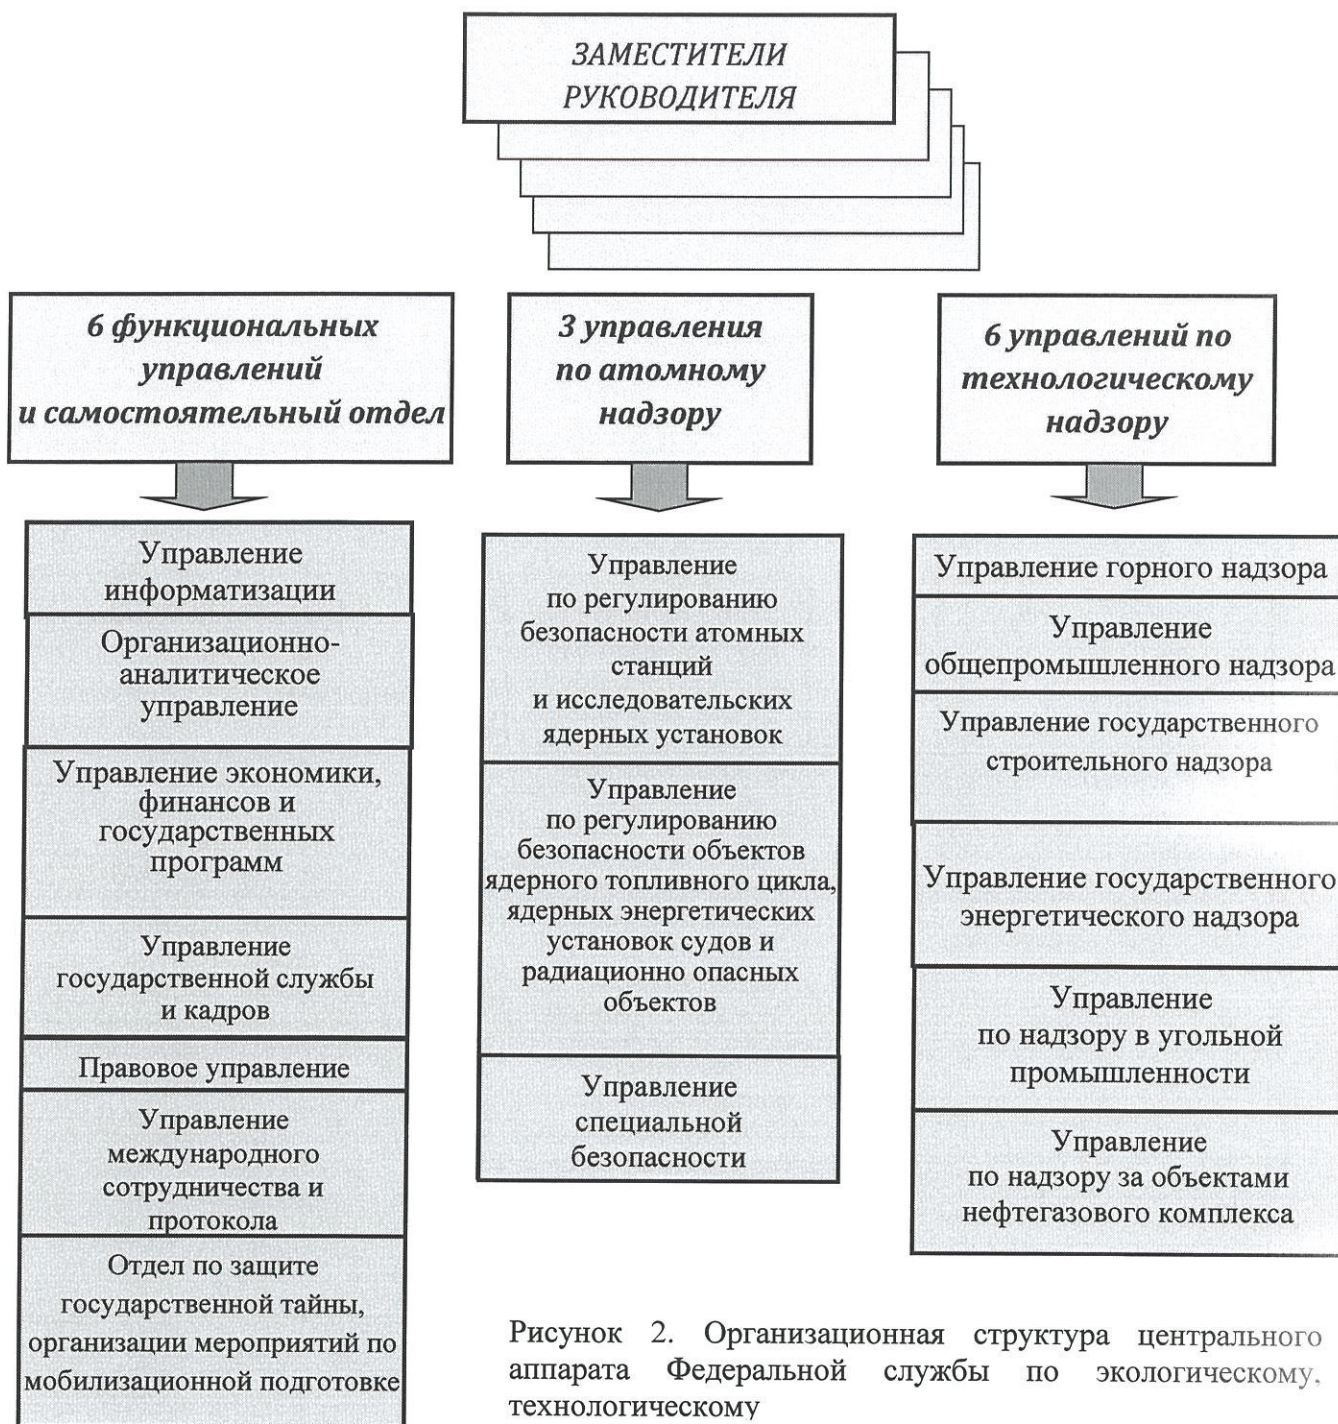 ЗАМЕСТИТЕЛИ
РУКОВОДИТЕЛЯ
6 функциональных
управлений
и самостоятельный отдел
3 управления
по атомному
надзору
6 управлений по
технологическому
надзору
Управление
информатизации
Организационно-
аналитическое
управление
Управление экономики,
финансов и
государственных
программ
Управление
государственной службы
и кадров
Правовое управление
Управление
международного
сотрудничества и
протокола
Отдел по защите
государственной тайны,
организации мероприятий по
мобилизационной подготовке
Управление
по регулированию
безопасности атомных
станций
и исследовательских
ядерных установок
Управление
по регулированию
безопасности объектов
ядерного топливного цикла,
ядерных энергетических
установок судов и
радиационно опасных
объектов
Управление
специальной
безопасности
Управление горного надзора
Управление
общепромышленного надзора
Управление государственного
строительного надзора
Управление государственного
энергетического надзора
Управление
по надзору в угольной
промышленности
Управление
по надзору за объектами
нефтегазового комплекса
Рисунок 2. Организационная структура центрального
аппарата Федеральной службы по экологическому,
технологическому